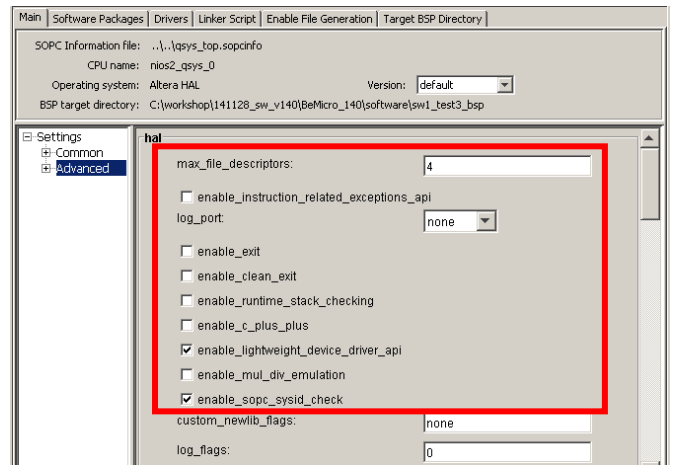 Main Software Packages Drivers Linker Script Enable File Generation Target BSP Directory
SOPC Information file: ..\..\qsys_top.sopcinfo
CPU name: nios2_qsys_0
Operating system: Altera HAL Version: default
BSP target directory: C:\workshop\141128_sw_v140\BeMicro_140\software\sw1_test3_bsp
Settings
Common
Advanced
hal
max_file_descriptors: 4
enable_instruction_related_exceptions_api
log_port: none
enable_exit
enable_clean_exit
enable_runtime_stack_checking
enable_c_plus_plus
enable_lightweight_device_driver_api
enable_mul_div_emulation
enable_sopc_sysid_check
custom_newlib_flags: none
log_flags: 0